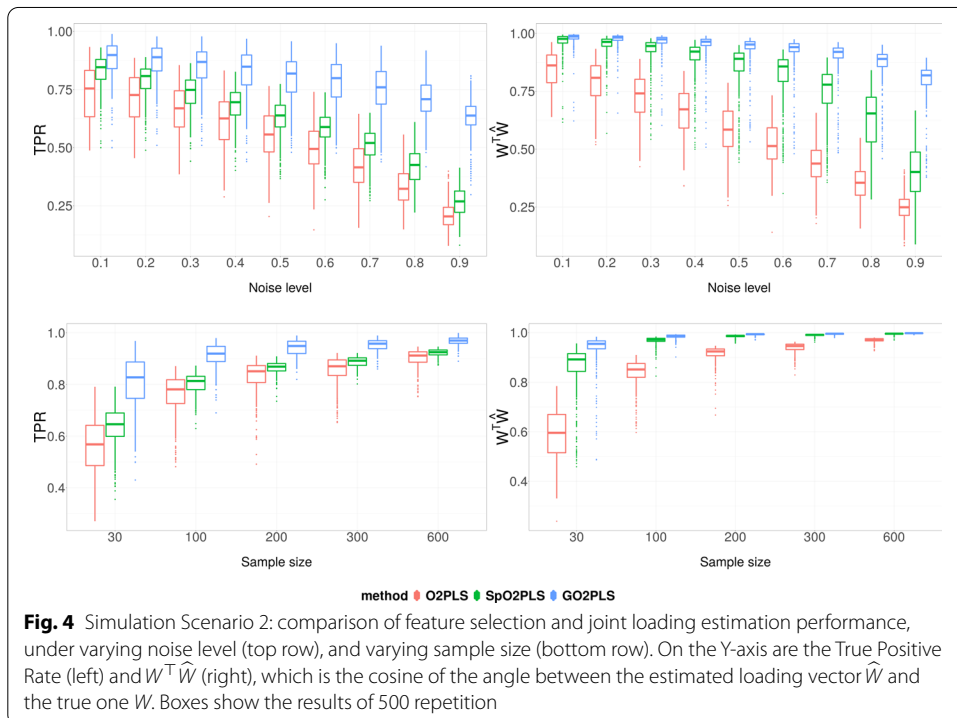 1.00
0.75
0.50
0.25
TPR
0.1 0.2 0.3 0.4 0.5 0.6 0.7 0.8 0.9
Noise level
1.00
0.75
0.50
0.25
WᵀŴ
0.1 0.2 0.3 0.4 0.5 0.6 0.7 0.8 0.9
Noise level
1.0
0.8
0.6
0.4
TPR
30 100 200 300 600
Sample size
1.0
0.8
0.6
0.4
WᵀŴ
30 100 200 300 600
Sample size
method O2PLS SpO2PLS GO2PLS
Fig. 4 Simulation Scenario 2: comparison of feature selection and joint loading estimation performance,
under varying noise level (top row), and varying sample size (bottom row). On the Y-axis are the True Positive
Rate (left) and W⊤Ŵ (right), which is the cosine of the angle between the estimated loading vector Ŵ and
the true one W. Boxes show the results of 500 repetition